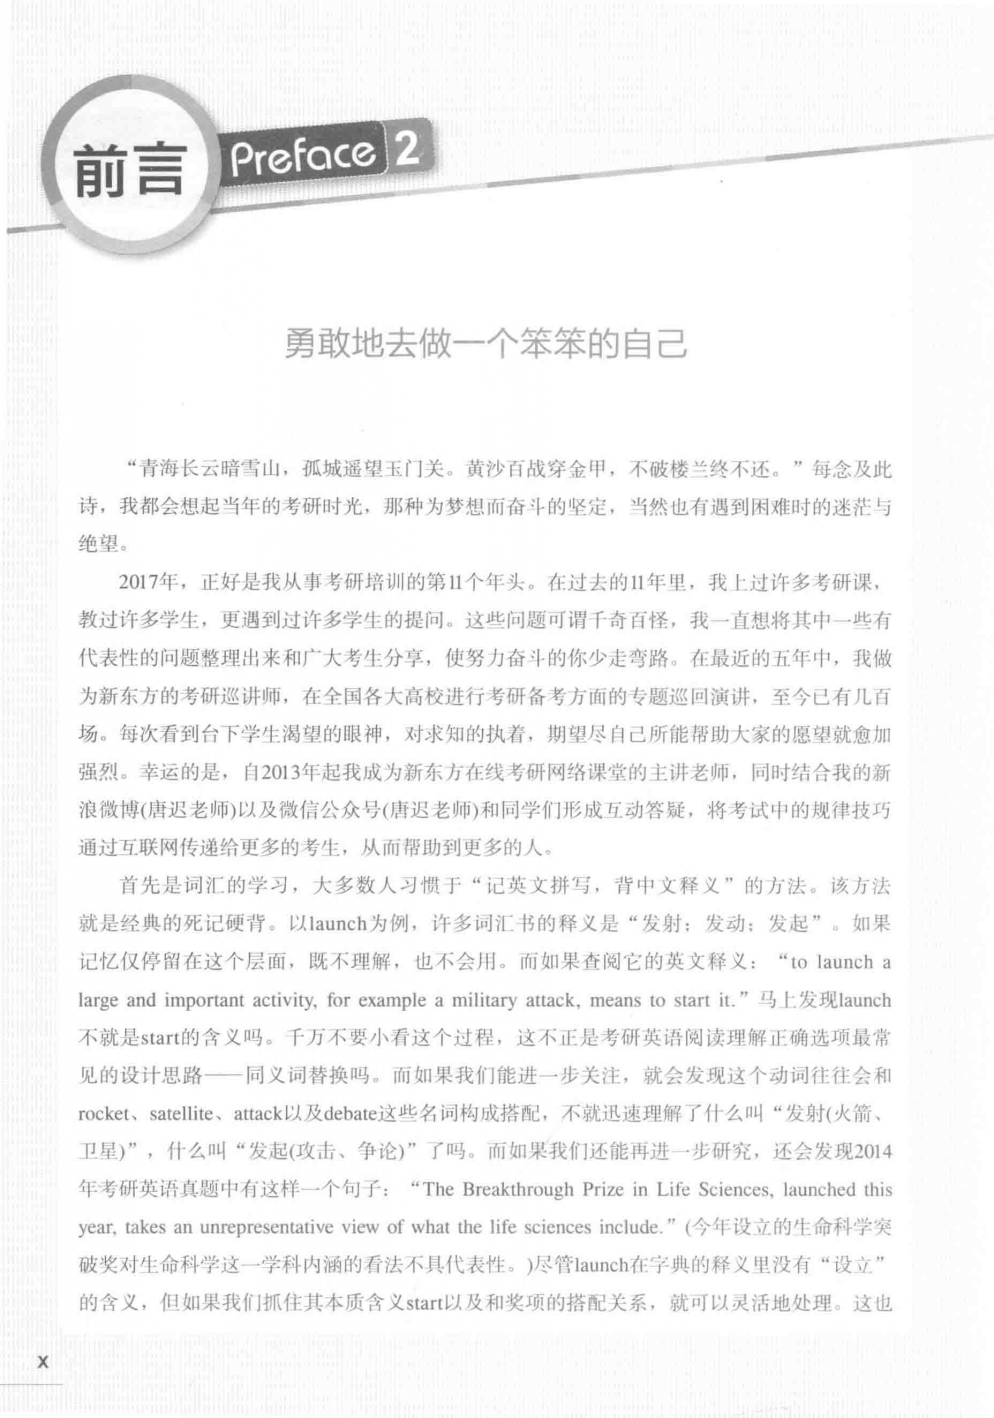 前言 Preface 2
勇敢地去做一个笨笨的自己
“青海长云暗雪山，孤城遥望玉门关。黄沙百战穿金甲，不破楼兰终不还。”每念及此
诗，我都会想起当年的考研时光，那种为梦想而奋斗的坚定，当然也有遇到困难时的迷茫与
绝望。
2017年，正好是我从事考研培训的第11个年头。在过去的11年里，我上过许多考研课，
教过许多学生，更遇到过许多学生的提问。这些问题可谓千奇百怪，我一直想将其中一些有
代表性的问题整理出来和广大考生分享，使努力奋斗的你少走弯路。在最近的五年中，我做
为新东方的考研巡讲师，在全国各大高校进行考研备考方面的专题巡回演讲，至今已有几百
场。每次看到台下学生渴望的眼神，对求知的执着，期望尽自己所能帮助大家的愿望就愈加
强烈。幸运的是，自2013年起我成为新东方在线考研网络课堂的主讲老师，同时结合我的新
浪微博(唐迟老师)以及微信公众号(唐迟老师)和同学们形成互动答疑，将考试中的规律技巧
通过互联网传递给更多的考生，从而帮助到更多的人。
首先是词汇的学习，大多数人习惯于“记英文拼写，背中文释义”的方法。该方法
就是经典的死记硬背。以launch为例，许多词汇书的释义是“发射；发动；发起”。如果
记忆仅停留在这个层面，既不理解，也不会用。而如果查阅它的英文释义：“to launch a
large and important activity, for example a military attack, means to start it.”马上发现launch
不就是start的含义吗。千万不要小看这个过程，这不正是考研英语阅读理解正确选项最常
见的设计思路——同义词替换吗。而如果我们能进一步关注，就会发现这个动词往往会和
rocket、satellite、attack以及debate这些名词构成搭配，不就迅速理解了什么叫“发射(火箭、
卫星)”，什么叫“发起(攻击、争论)”了吗。而如果我们还能再进一步研究，还会发现2014
年考研英语真题中有这样一个句子：“The Breakthrough Prize in Life Sciences, launched this
year, takes an unrepresentative view of what the life sciences include.”(今年设立的生命科学突
破奖对生命科学这一学科内涵的看法不具代表性。)尽管launch在字典的释义里没有“设立”
的含义，但如果我们抓住其本质含义start以及和奖项的搭配关系，就可以灵活地处理。这也
X